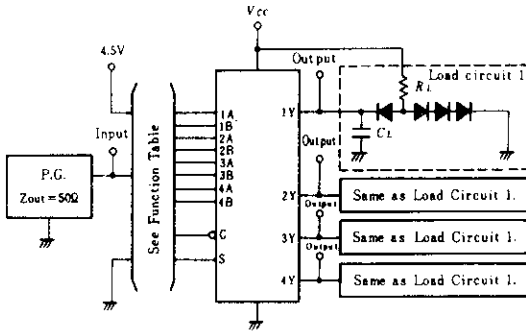 Vcc
4.5V
Output
Load circuit 1
RL
1Y
CL
Input
P.G.
Zout = 50Ω
See Function Table
1A
1B
2A
2B
3A
3B
4A
4B
G
S
Output
2Y
Same as Load Circuit 1.
Output
3Y
Same as Load Circuit 1.
Output
4Y
Same as Load Circuit 1.